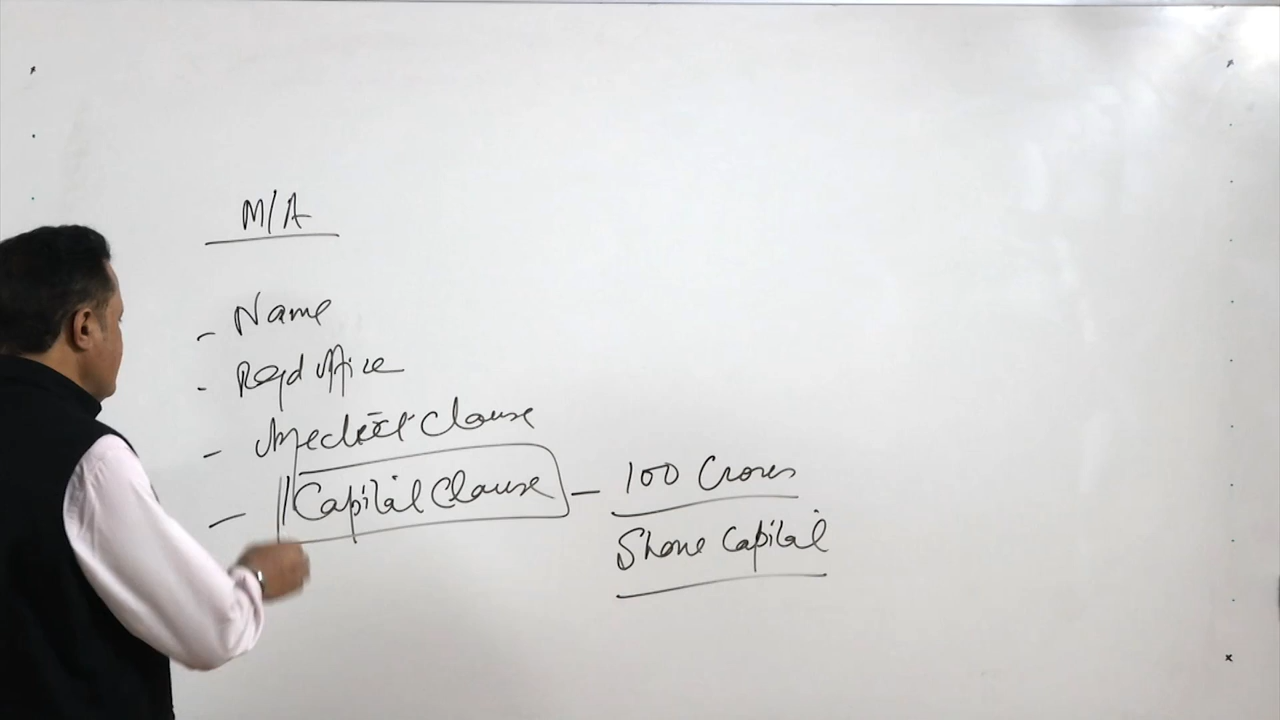 M/A
- Name
- Regd office
- Object Clause
- Capital Clause - 100 Crores
Share Capital